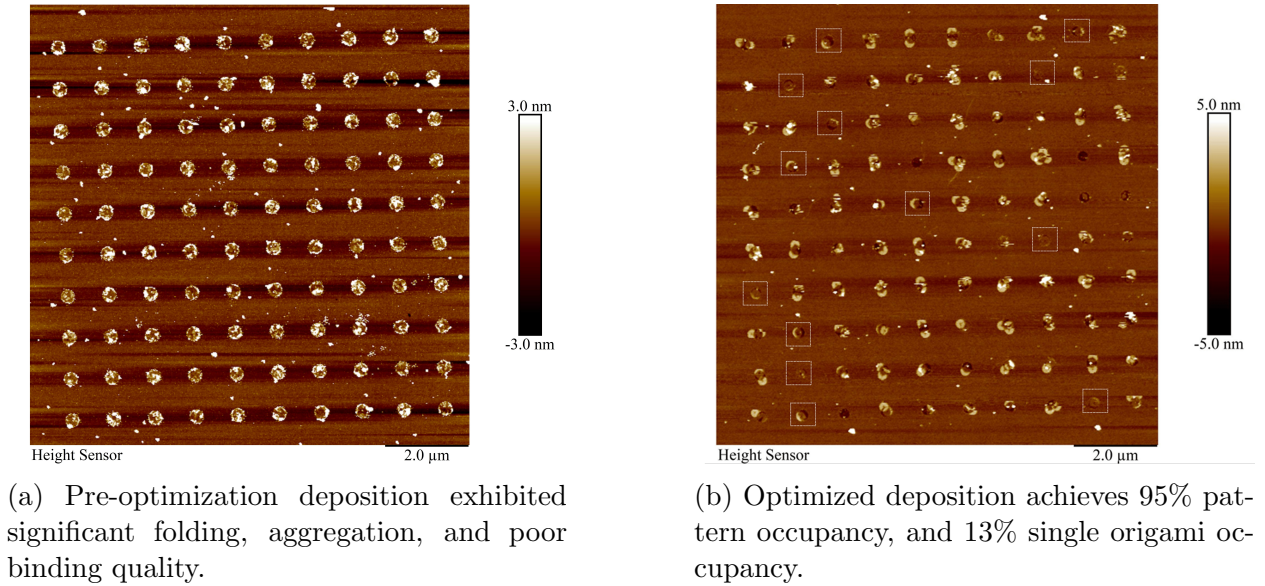 3.0 nm
-3.0 nm
Height Sensor
2.0 µm
(a) Pre-optimization deposition exhibited
significant folding, aggregation, and poor
binding quality.
5.0 nm
-5.0 nm
Height Sensor
2.0 µm
(b) Optimized deposition achieves 95% pat-
tern occupancy, and 13% single origami oc-
cupancy.